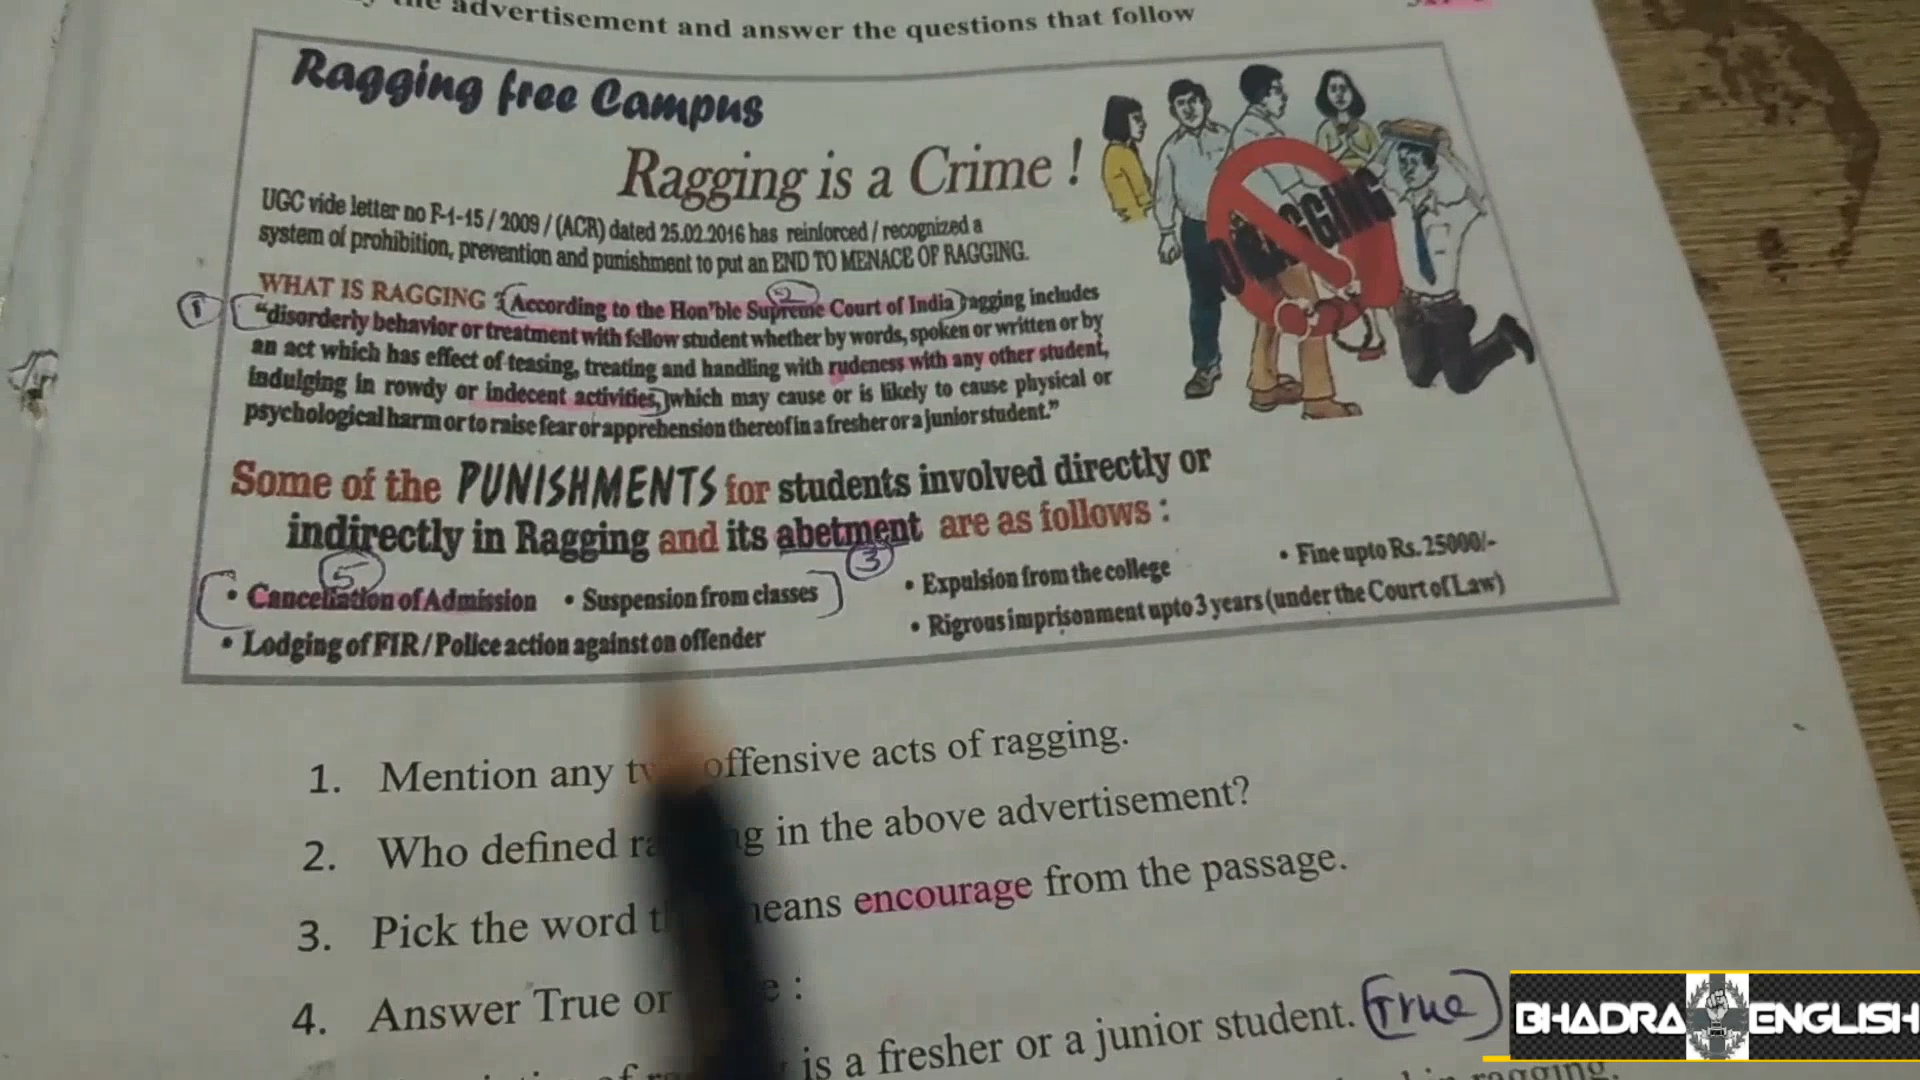 the advertisement and answer the questions that follow
Ragging free Campus
Ragging is a Crime !
UGC vide letter no F-1-15 / 2009 / (ACR) dated 25.02.2016 has reinforced / recognized a
system of prohibition, prevention and punishment to put an END TO MENACE OF RAGGING.
WHAT IS RAGGING ? According to the Hon'ble Supreme Court of India ragging includes
"disorderly behavior or treatment with fellow student whether by words, spoken or written or by
an act which has effect of teasing, treating and handling with rudeness with any other student,
indulging in rowdy or indecent activities, which may cause or is likely to cause physical or
psychological harm or to raise fear or apprehension thereof in a fresher or a junior student."
RAGGING
Some of the PUNISHMENTS for students involved directly or
indirectly in Ragging and its abetment are as follows :
1
2
3
5
• Cancellation of Admission • Suspension from classes • Expulsion from the college • Fine upto Rs. 25000/-
• Lodging of FIR / Police action against on offender • Rigrous imprisonment upto 3 years (under the Court of Law)
1. Mention any offensive acts of ragging.
2. Who defined in the above advertisement?
3. Pick the word means encourage from the passage.
4. Answer True or :
is a fresher or a junior student. True
in ragging.
BHADRA ENGLISH